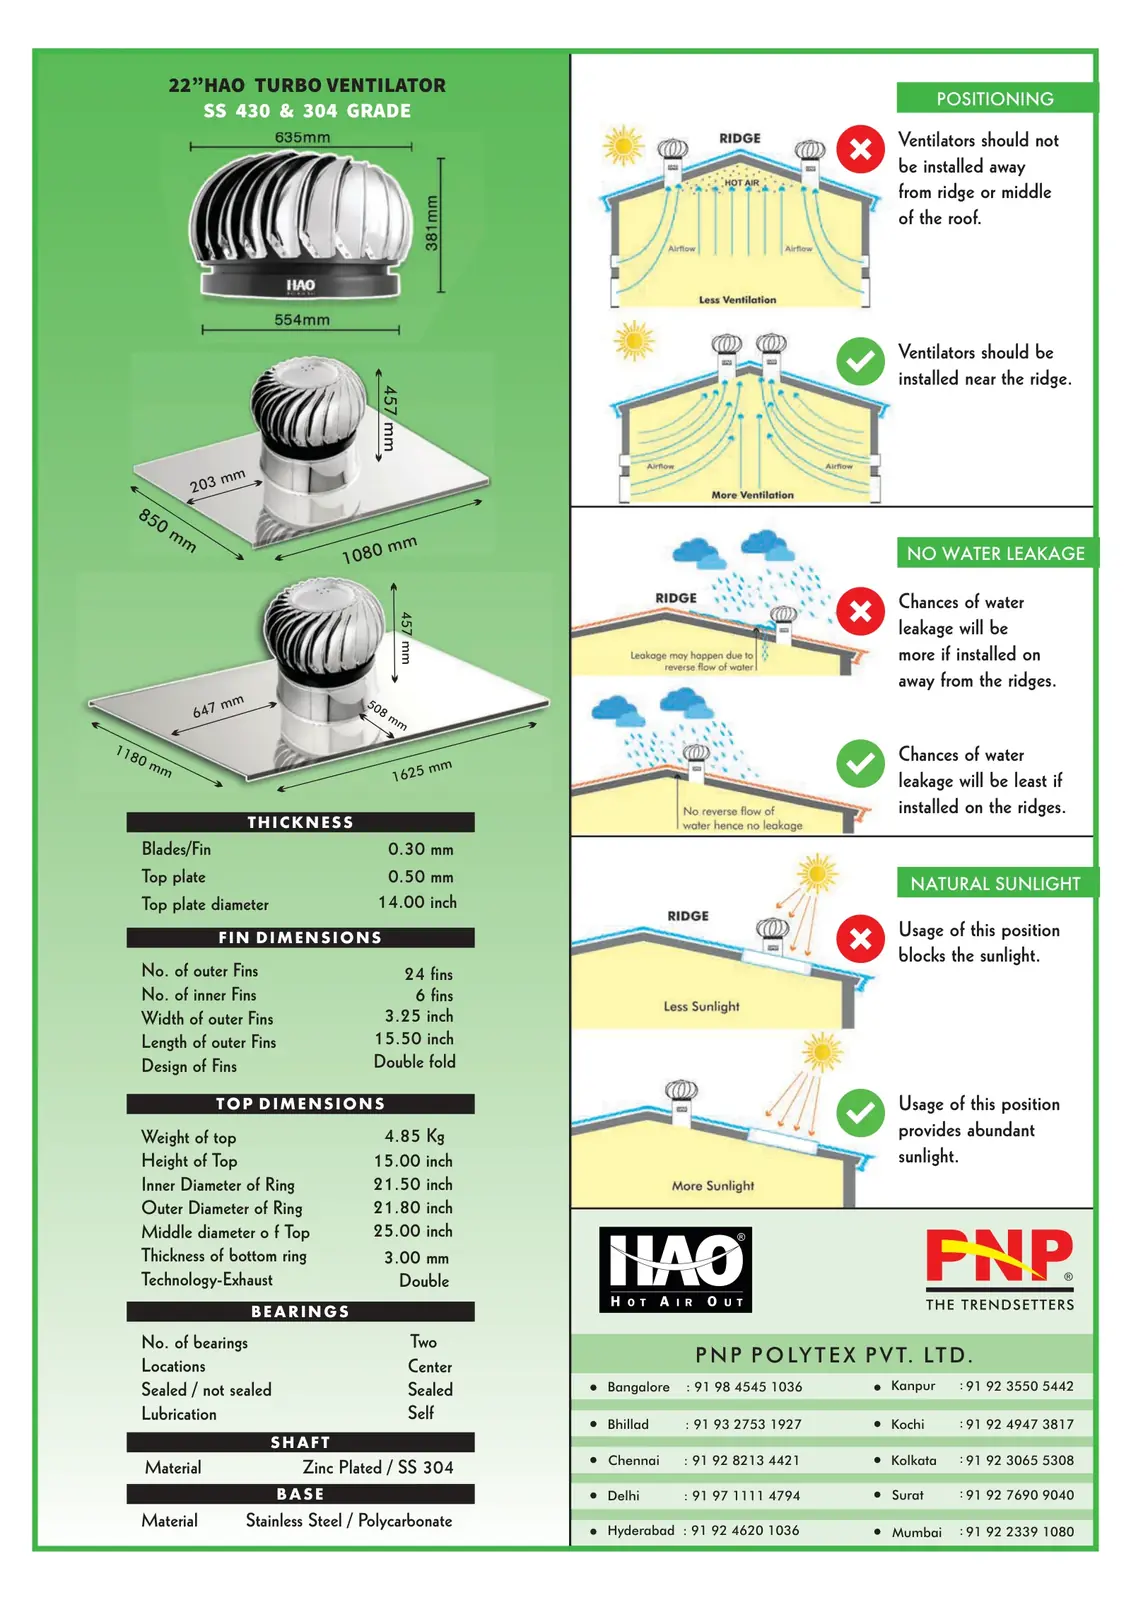 22”HAO TURBO VENTILATOR
SS 430 & 304 GRADE
635mm
381mm
HAO
554mm
457 mm
203 mm
850 mm
1080 mm
457 mm
647 mm
508 mm
1180 mm
1625 mm
THICKNESS
Blades/Fin 0.30 mm
Top plate 0.50 mm
Top plate diameter 14.00 inch
FIN DIMENSIONS
No. of outer Fins 24 fins
No. of inner Fins 6 fins
Width of outer Fins 3.25 inch
Length of outer Fins 15.50 inch
Design of Fins Double fold
TOP DIMENSIONS
Weight of top 4.85 Kg
Height of Top 15.00 inch
Inner Diameter of Ring 21.50 inch
Outer Diameter of Ring 21.80 inch
Middle diameter o f Top 25.00 inch
Thickness of bottom ring 3.00 mm
Technology-Exhaust Double
BEARINGS
No. of bearings Two
Locations Center
Sealed / not sealed Sealed
Lubrication Self
SHAFT
Material Zinc Plated / SS 304
BASE
Material Stainless Steel / Polycarbonate
POSITIONING
RIDGE
HOT AIR
Airflow Airflow
Less Ventilation
Ventilators should not
be installed away
from ridge or middle
of the roof.
Airflow Airflow
More Ventilation
Ventilators should be
installed near the ridge.
NO WATER LEAKAGE
RIDGE
Leakage may happen due to
reverse flow of water
Chances of water
leakage will be
more if installed on
away from the ridges.
No reverse flow of
water hence no leakage
Chances of water
leakage will be least if
installed on the ridges.
NATURAL SUNLIGHT
RIDGE
Less Sunlight
Usage of this position
blocks the sunlight.
More Sunlight
Usage of this position
provides abundant
sunlight.
HAO®
HOT AIR OUT
PNP®
THE TRENDSETTERS
PNP POLYTEX PVT. LTD.
• Bangalore : 91 98 4545 1036
• Kanpur : 91 92 3550 5442
• Bhillad : 91 93 2753 1927
• Kochi : 91 92 4947 3817
• Chennai : 91 92 8213 4421
• Kolkata : 91 92 3065 5308
• Delhi : 91 97 1111 4794
• Surat : 91 92 7690 9040
• Hyderabad : 91 92 4620 1036
• Mumbai : 91 92 2339 1080